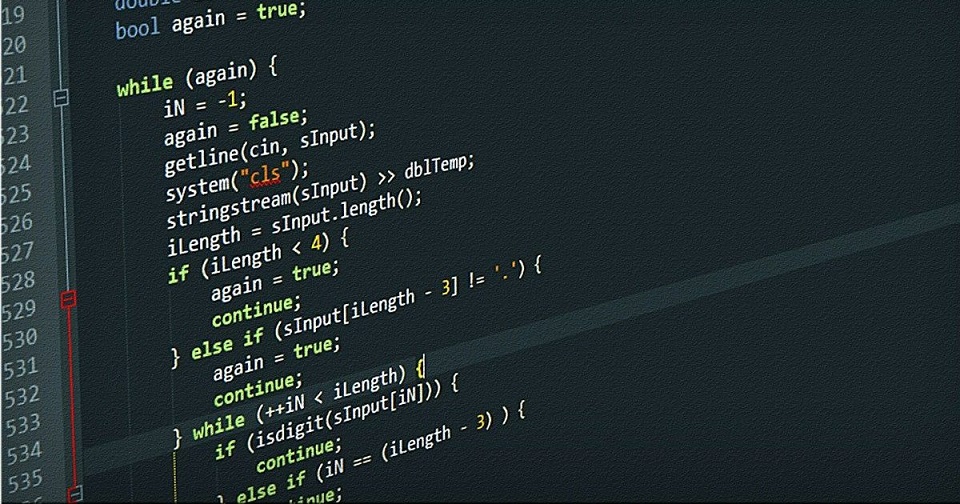 19 double
20 bool again = true;
21
522 while (again) {
523 iN = -1;
524 again = false;
525 getline(cin, sInput);
526 system("cls");
527 stringstream(sInput) >> dblTemp;
528 iLength = sInput.length();
529 if (iLength < 4) {
530 again = true;
531 continue;
532 } else if (sInput[iLength - 3] != '.') {
533 again = true;
534 continue;
535 } while (++iN < iLength) {
if (isdigit(sInput[iN])) {
continue;
} else if (iN == (iLength - 3) ) {